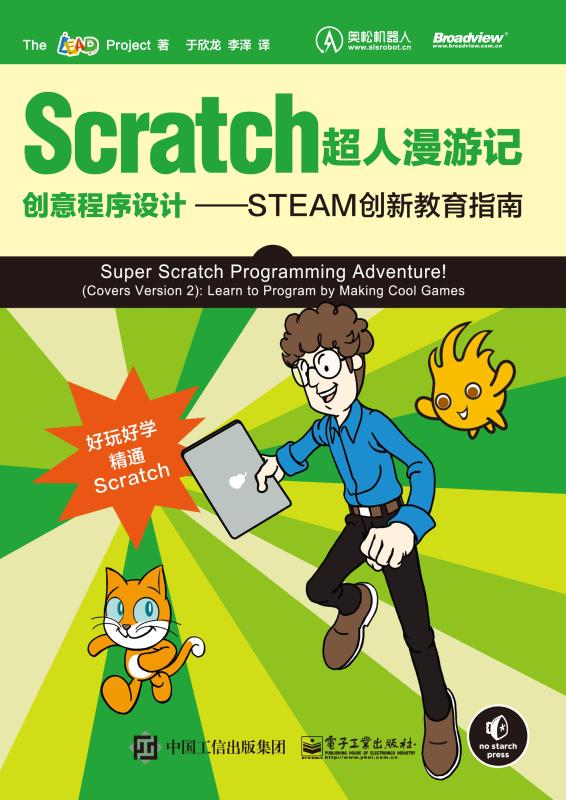 The LEAD Project 著 于欣龙 李泽 译
奥松机器人
www.alsrobot.cn
Broadview®
www.broadview.com.cn
Scratch超人漫游记
创意程序设计 ——STEAM创新教育指南
Super Scratch Programming Adventure!
(Covers Version 2): Learn to Program by Making Cool Games
好玩好学
精通
Scratch
中国工信出版集团
電子工業出版社·
PUBLISHING HOUSE OF ELECTRONICS INDUSTRY
no starch
press